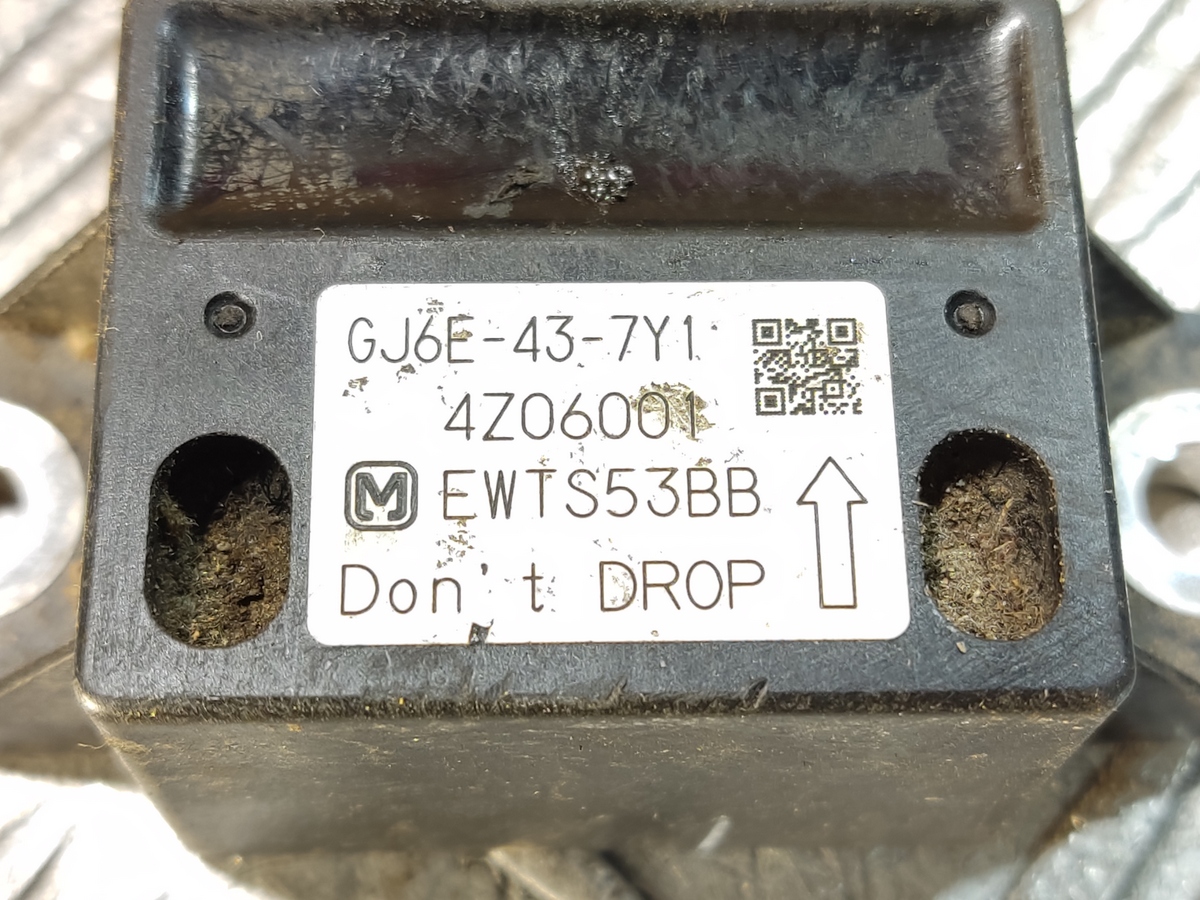 GJ6E-43-7Y1
4Z06001
M EWTS53BB
Don't DROP